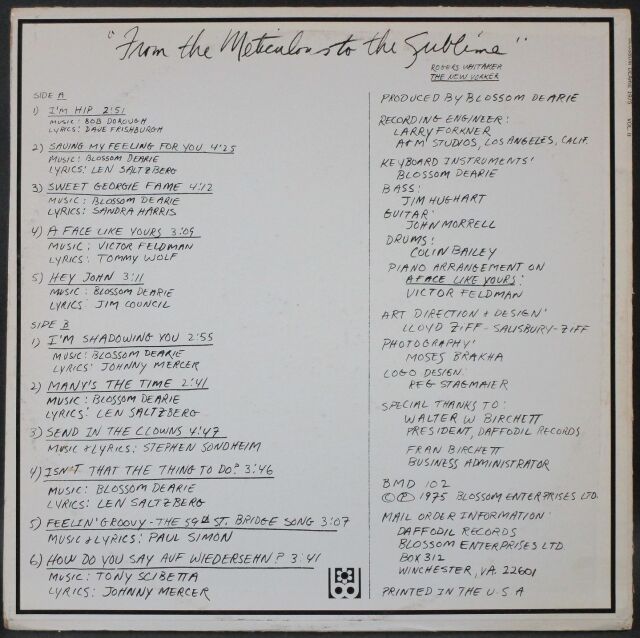 "From the Meticulous to the Sublime"
ROGERS WHITAKER
THE NEW YORKER
SIDE A
1) I'M HIP 2:51
MUSIC: BOB DOROUGH
LYRICS: DAVE FRISHBURGH
2) SAVING MY FEELING FOR YOU 4:25
MUSIC: BLOSSOM DEARIE
LYRICS: LEN SALTZBERG
3) SWEET GEORGIE FAME 4:12
MUSIC: BLOSSOM DEARIE
LYRICS: SANDRA HARRIS
4) A FACE LIKE YOURS 3:09
MUSIC: VICTOR FELDMAN
LYRICS: TOMMY WOLF
5) HEY JOHN 3:11
MUSIC: BLOSSOM DEARIE
LYRICS: JIM COUNCIL
SIDE B
1) I'M SHADOWING YOU 2:55
MUSIC: BLOSSOM DEARIE
LYRICS: JOHNNY MERCER
2) MANY'S THE TIME 2:41
MUSIC: BLOSSOM DEARIE
LYRICS: LEN SALTZBERG
3) SEND IN THE CLOWNS 4:47
MUSIC & LYRICS: STEPHEN SONDHEIM
4) ISN'T THAT THE THING TO DO? 3:46
MUSIC: BLOSSOM DEARIE
LYRICS: LEN SALTZBERG
5) FEELIN' GROOVY - THE 59th ST. BRIDGE SONG 3:07
MUSIC & LYRICS: PAUL SIMON
6) HOW DO YOU SAY AUF WIEDERSEHN? 3:41
MUSIC: TONY SCIBETTA
LYRICS: JOHNNY MERCER
PRODUCED BY BLOSSOM DEARIE
RECORDING ENGINEER:
LARRY FORKNER
A&M STUDIOS, LOS ANGELES, CALIF.
KEYBOARD INSTRUMENTS:
BLOSSOM DEARIE
BASS:
JIM HUGHART
GUITAR:
JOHN MORRELL
DRUMS:
COLIN BAILEY
PIANO ARRANGEMENT ON
A FACE LIKE YOURS:
VICTOR FELDMAN
ART DIRECTION + DESIGN:
LLOYD ZIFF - SALISBURY-ZIFF
PHOTOGRAPHY:
MOSES BRAKHA
LOGO DESIGN:
REG STAGMAIER
SPECIAL THANKS TO:
WALTER W BIRCHETT
PRESIDENT, DAFFODIL RECORDS
FRAN BIRCHETT
BUSINESS ADMINISTRATOR
BMD 102
© ℗ 1975 BLOSSOM ENTERPRISES LTD.
MAIL ORDER INFORMATION:
DAFFODIL RECORDS
BLOSSOM ENTERPRISES LTD.
BOX 312
WINCHESTER, VA. 22601
PRINTED IN THE U.S.A